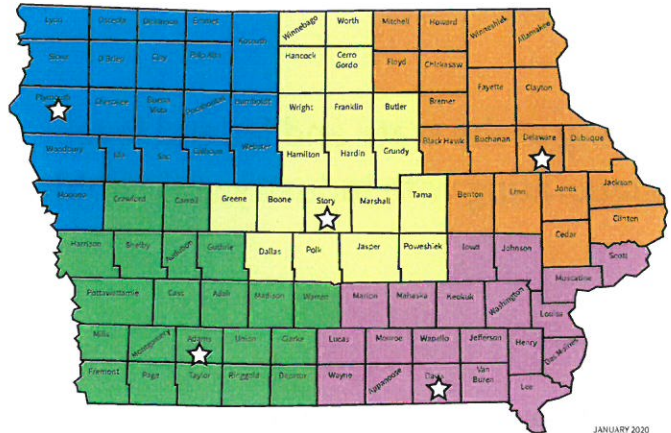 Lyon Osceola Dickinson Emmet
Kossuth Winnebago Worth Mitchell Howard Winneshiek Allamakee
Sioux O'Brien Clay Palo Alto Hancock Cerro Gordo Floyd Chickasaw
Fayette Clayton
Plymouth Cherokee Buena Vista Pocahontas Humboldt Wright Franklin Butler Bremer
Woodbury Ida Sac Calhoun Webster Hamilton Hardin Grundy Black Hawk Buchanan Delaware Dubuque
Monona Crawford Carroll Greene Boone Story Marshall Tama Benton Linn Jones Jackson
Clinton
Harrison Shelby Audubon Guthrie Dallas Polk Jasper Poweshiek Iowa Johnson Cedar Scott
Muscatine
Pottawattamie Cass Adair Madison Warren Marion Mahaska Keokuk Washington Louisa
Mills Montgomery Adams Union Clarke Lucas Monroe Wapello Jefferson Henry Des Moines
Fremont Page Taylor Ringgold Decatur Wayne Appanoose Davis Van Buren Lee
JANUARY 2020